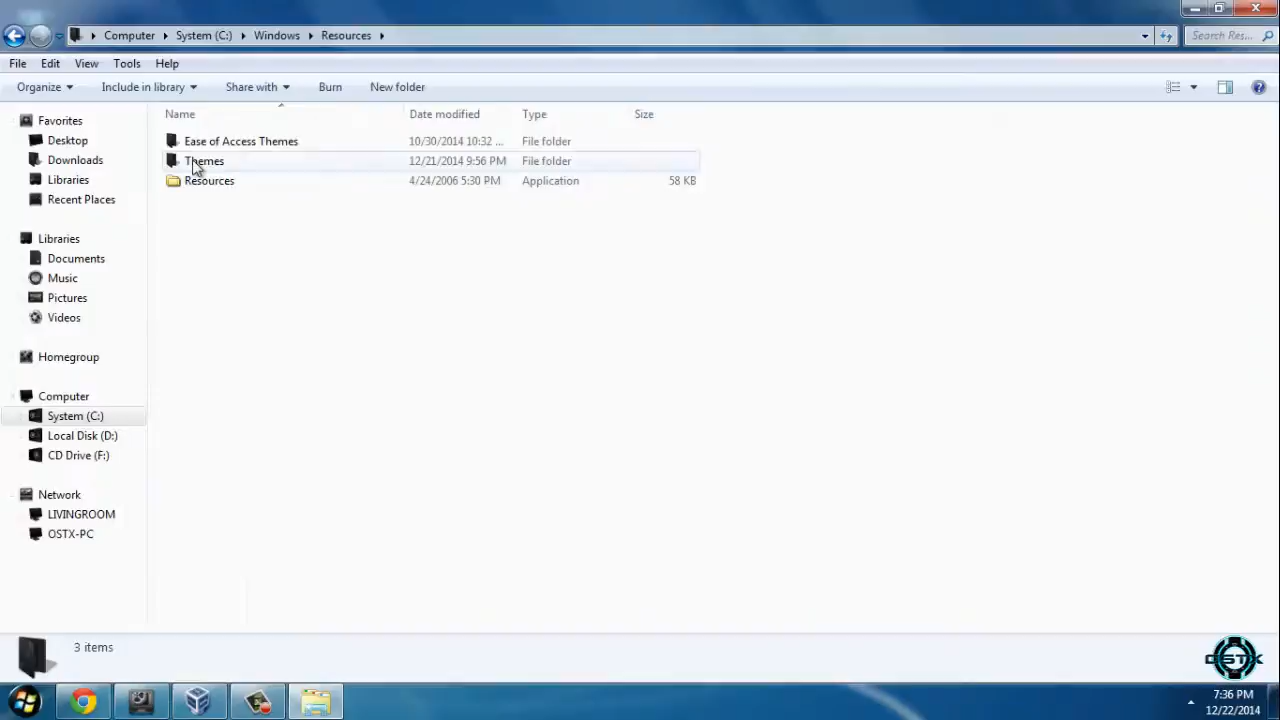 Computer System (C:) Windows Resources Search Res...
File Edit View Tools Help
Organize Include in library Share with Burn New folder
Name Date modified Type Size
Ease of Access Themes 10/30/2014 10:32 ... File folder
Themes 12/21/2014 9:56 PM File folder
Resources 4/24/2006 5:30 PM Application 58 KB
Favorites
Desktop
Downloads
Libraries
Recent Places
Libraries
Documents
Music
Pictures
Videos
Homegroup
Computer
System (C:)
Local Disk (D:)
CD Drive (F:)
Network
LIVINGROOM
OSTX-PC
3 items
OSTX
7:36 PM
12/22/2014